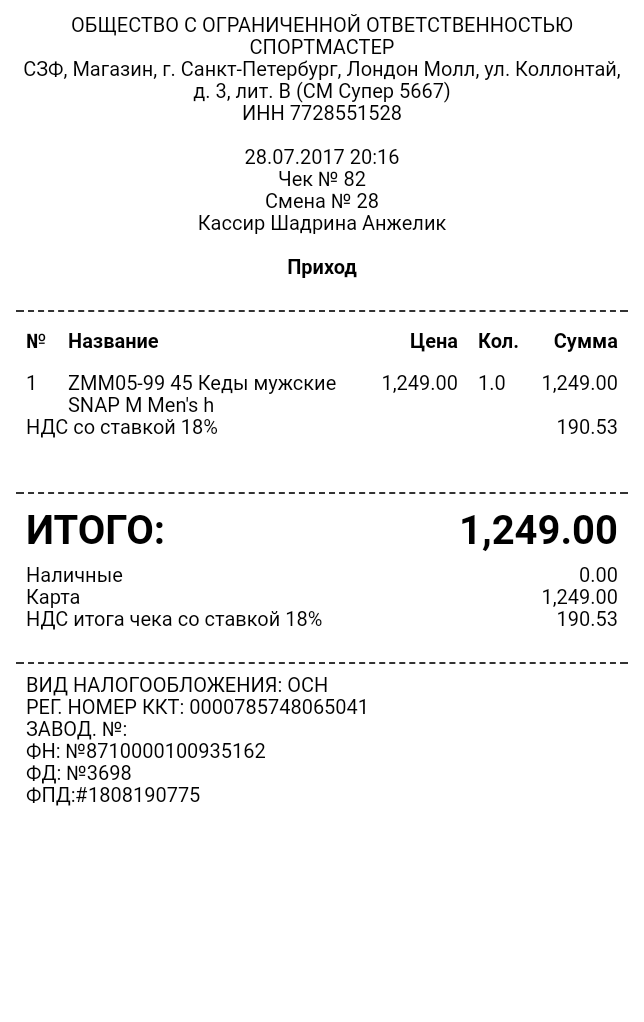 ОБЩЕСТВО С ОГРАНИЧЕННОЙ ОТВЕТСТВЕННОСТЬЮ
СПОРТМАСТЕР
СЗФ, Магазин, г. Санкт-Петербург, Лондон Молл, ул. Коллонтай,
д. 3, лит. В (СМ Супер 5667)
ИНН 7728551528
28.07.2017 20:16
Чек № 82
Смена № 28
Кассир Шадрина Анжелик
Приход
№ Название Цена Кол. Сумма
1 ZMM05-99 45 Кеды мужские 1,249.00 1.0 1,249.00
SNAP M Men's h
НДС со ставкой 18% 190.53
ИТОГО: 1,249.00
Наличные 0.00
Карта 1,249.00
НДС итога чека со ставкой 18% 190.53
ВИД НАЛОГООБЛОЖЕНИЯ: ОСН
РЕГ. НОМЕР ККТ: 0000785748065041
ЗАВОД. №:
ФН: №8710000100935162
ФД: №3698
ФПД:#1808190775